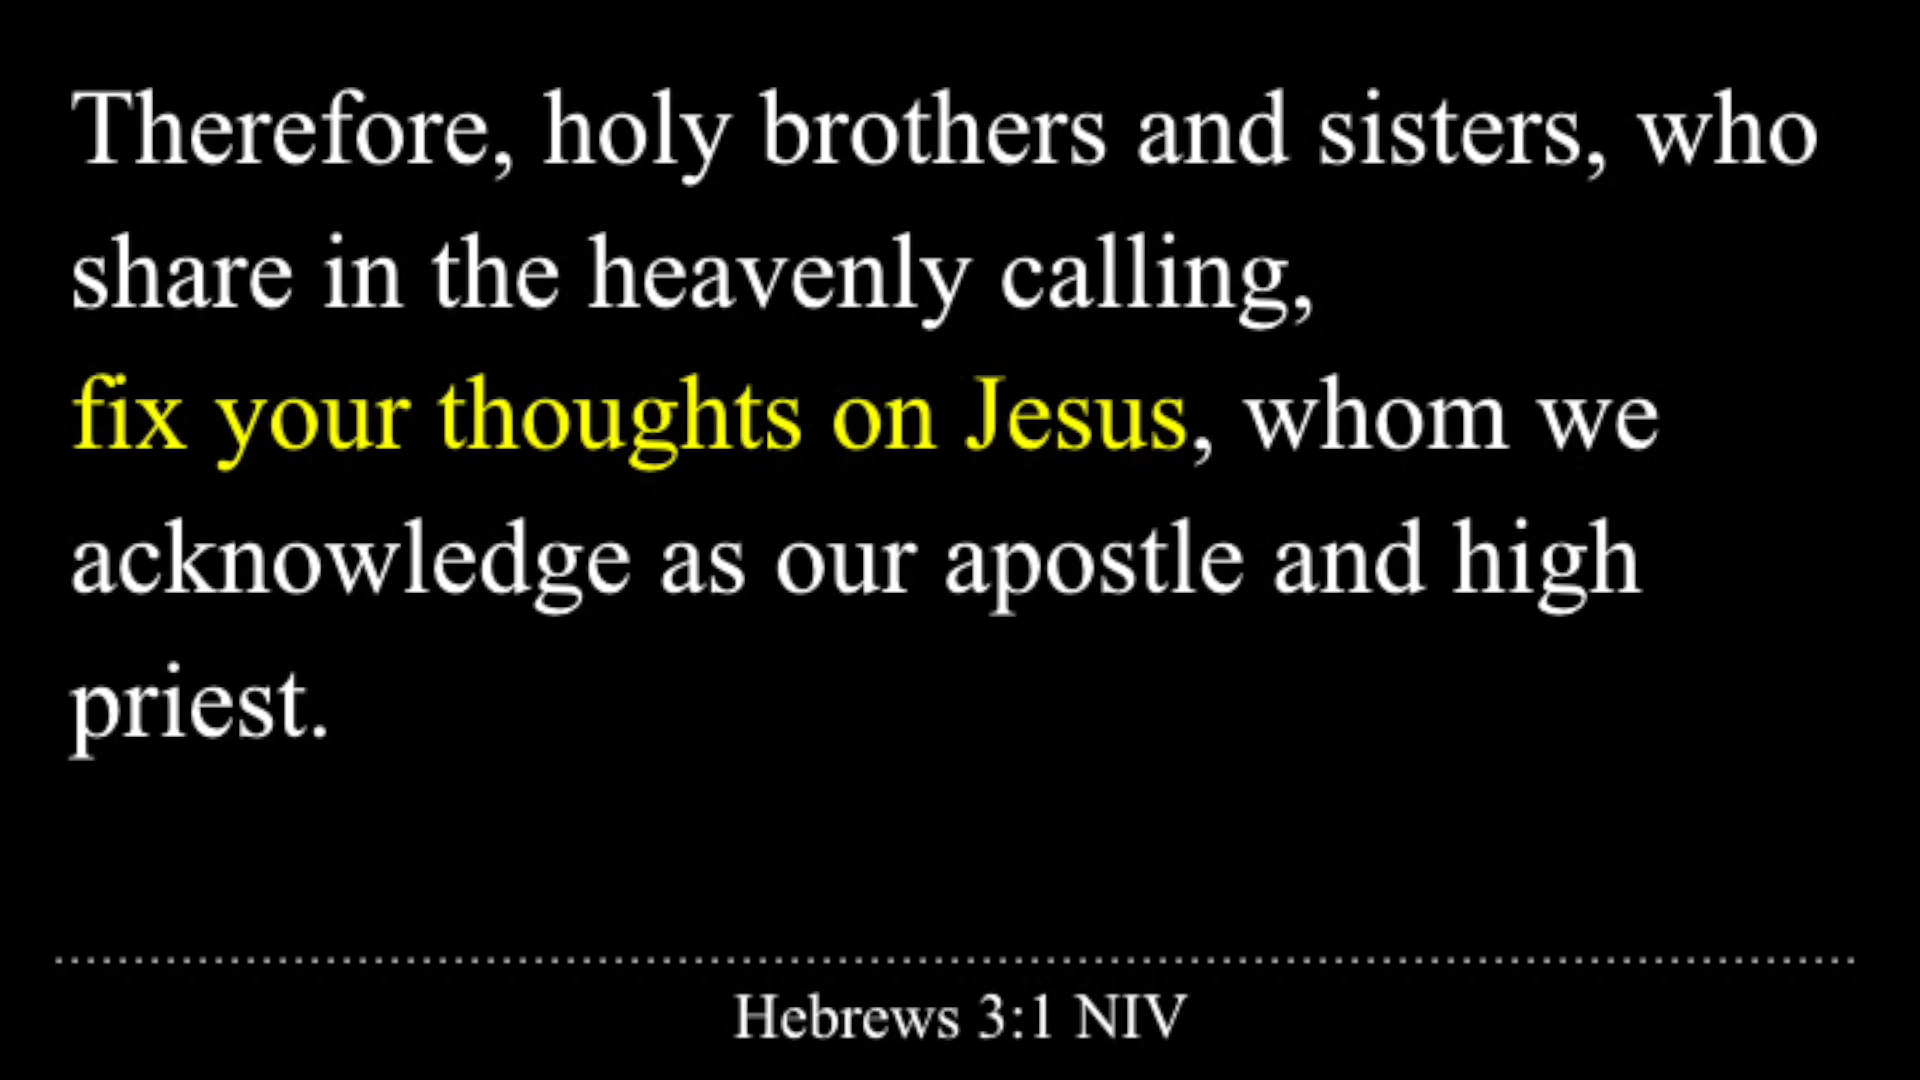 Therefore, holy brothers and sisters, who
share in the heavenly calling,
fix your thoughts on Jesus, whom we
acknowledge as our apostle and high
priest.
Hebrews 3:1 NIV